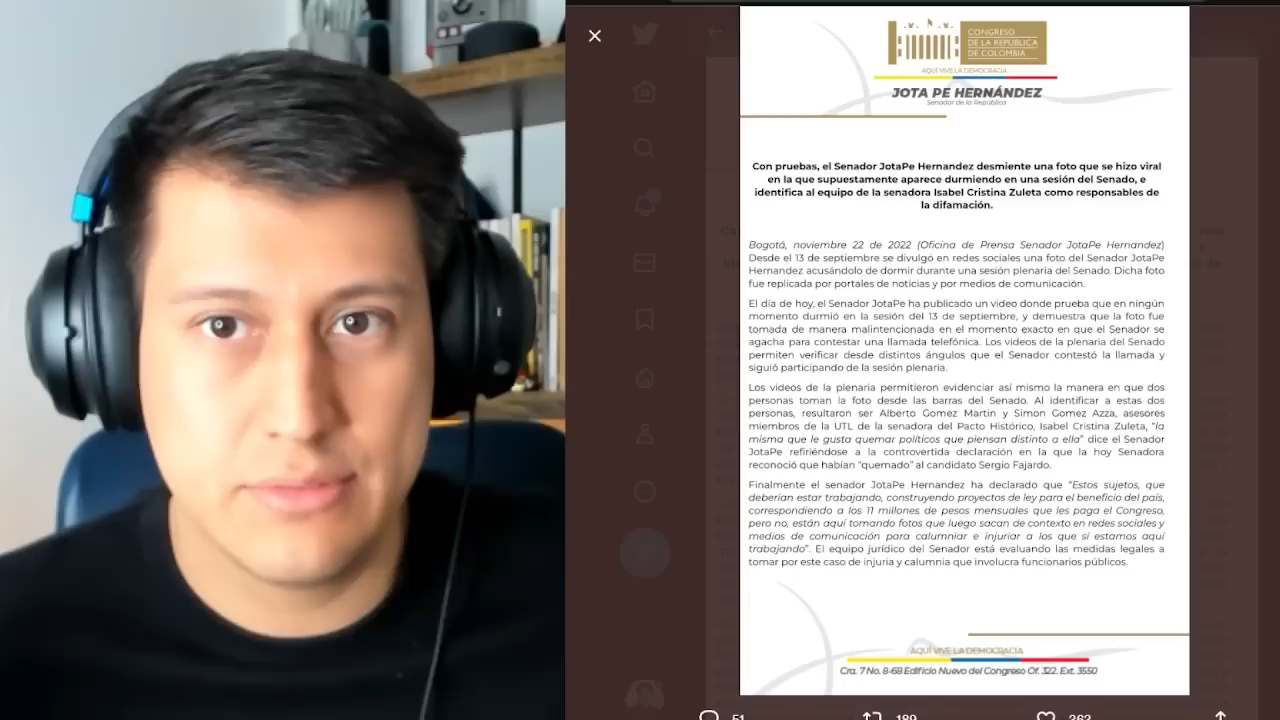 CONGRESO
DE LA REPÚBLICA
DE COLOMBIA
AQUÍ VIVE LA DEMOCRACIA
JOTA PE HERNÁNDEZ
Senador de la República
Con pruebas, el Senador JotaPe Hernandez desmiente una foto que se hizo viral
en la que supuestamente aparece durmiendo en una sesión del Senado, e
identifica al equipo de la senadora Isabel Cristina Zuleta como responsables de
la difamación.
Bogotá, noviembre 22 de 2022 (Oficina de Prensa Senador JotaPe Hernandez)
Desde el 13 de septiembre se divulgó en redes sociales una foto del Senador JotaPe
Hernandez acusándolo de dormir durante una sesión plenaria del Senado. Dicha foto
fue replicada por portales de noticias y por medios de comunicación.
El día de hoy, el Senador JotaPe ha publicado un video donde prueba que en ningún
momento durmió en la sesión del 13 de septiembre, y demuestra que la foto fue
tomada de manera malintencionada en el momento exacto en que el Senador se
agacha para contestar una llamada telefónica. Los videos de la plenaria del Senado
permiten verificar desde distintos ángulos que el Senador contestó la llamada y
siguió participando de la sesión plenaria.
Los videos de la plenaria permitieron evidenciar así mismo la manera en que dos
personas toman la foto desde las barras del Senado. Al identificar a estas dos
personas, resultaron ser Alberto Gomez Martin y Simon Gomez Azza, asesores
miembros de la UTL de la senadora del Pacto Histórico, Isabel Cristina Zuleta, "la
misma que le gusta quemar políticos que piensan distinto a ella" dice el Senador
JotaPe refiriéndose a la controvertida declaración en la que la hoy Senadora
reconoció que habían "quemado" al candidato Sergio Fajardo.
Finalmente el senador JotaPe Hernandez ha declarado que "Estos sujetos, que
deberían estar trabajando, construyendo proyectos de ley para el beneficio del país,
correspondiendo a los 11 millones de pesos mensuales que les paga el Congreso,
pero no, están aquí tomando fotos que luego sacan de contexto en redes sociales y
medios de comunicación para calumniar e injuriar a los que sí estamos aquí
trabajando". El equipo jurídico del Senador está evaluando las medidas legales a
tomar por este caso de injuria y calumnia que involucra funcionarios públicos.
AQUÍ VIVE LA DEMOCRACIA
Cra. 7 No. 8-68 Edificio Nuevo del Congreso Of. 322. Ext. 3550
51
189
362